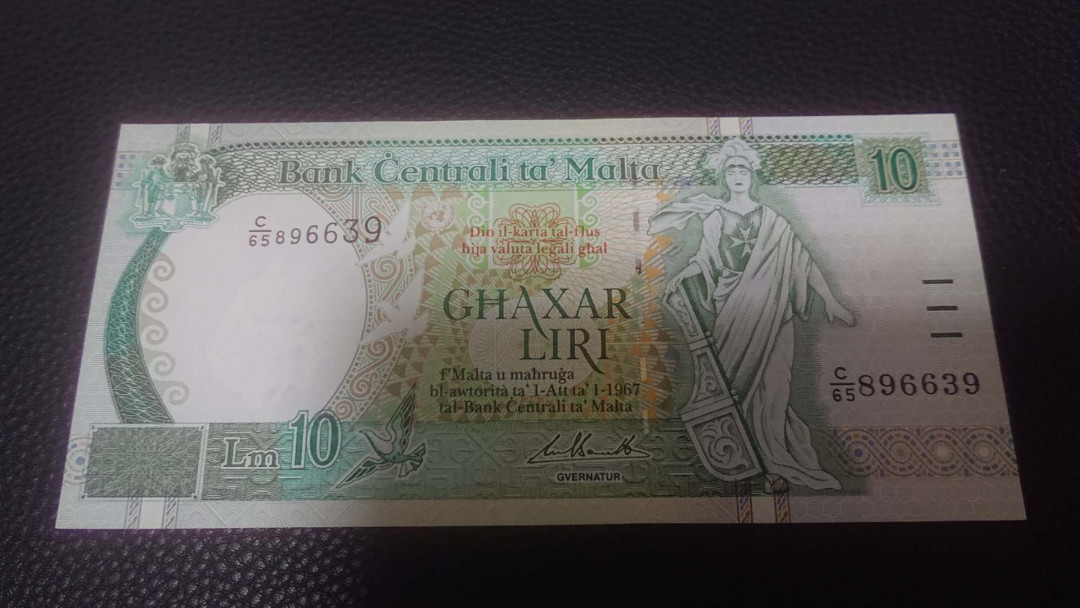 Bank Ċentrali ta' Malta
10
C/65 896639
Din il-karta tal-flus
hija valuta legali għal
GĦAXAR
LIRI
f'Malta u maħruġa
bl-awtorità ta' l-Att ta' l-1967
tal-Bank Ċentrali ta' Malta
C/65 896639
Lm 10
GVERNATUR